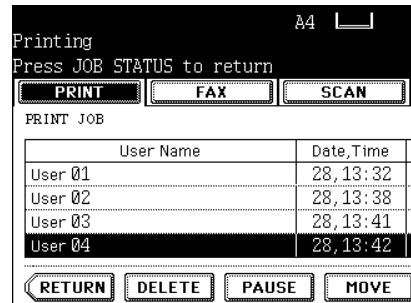 A4
Printing
Press JOB STATUS to return
PRINT FAX SCAN
PRINT JOB
User Name Date,Time
User 01 28,13:32
User 02 28,13:38
User 03 28,13:41
User 04 28,13:42
RETURN DELETE PAUSE MOVE